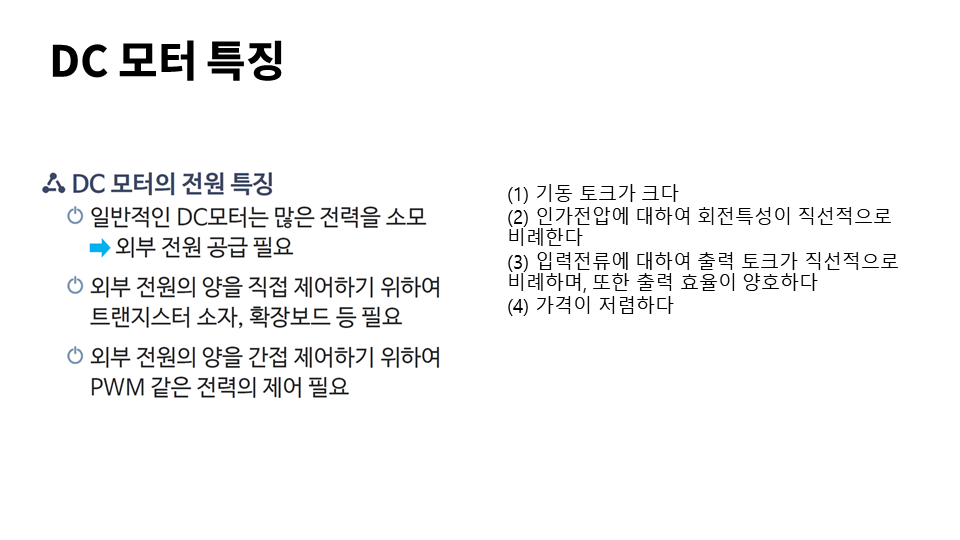 DC 모터 특징
DC 모터의 전원 특징
일반적인 DC모터는 많은 전력을 소모
외부 전원 공급 필요
외부 전원의 양을 직접 제어하기 위하여
트랜지스터 소자, 확장보드 등 필요
외부 전원의 양을 간접 제어하기 위하여
PWM 같은 전력의 제어 필요
(1) 기동 토크가 크다
(2) 인가전압에 대하여 회전특성이 직선적으로
비례한다
(3) 입력전류에 대하여 출력 토크가 직선적으로
비례하며, 또한 출력 효율이 양호하다
(4) 가격이 저렴하다